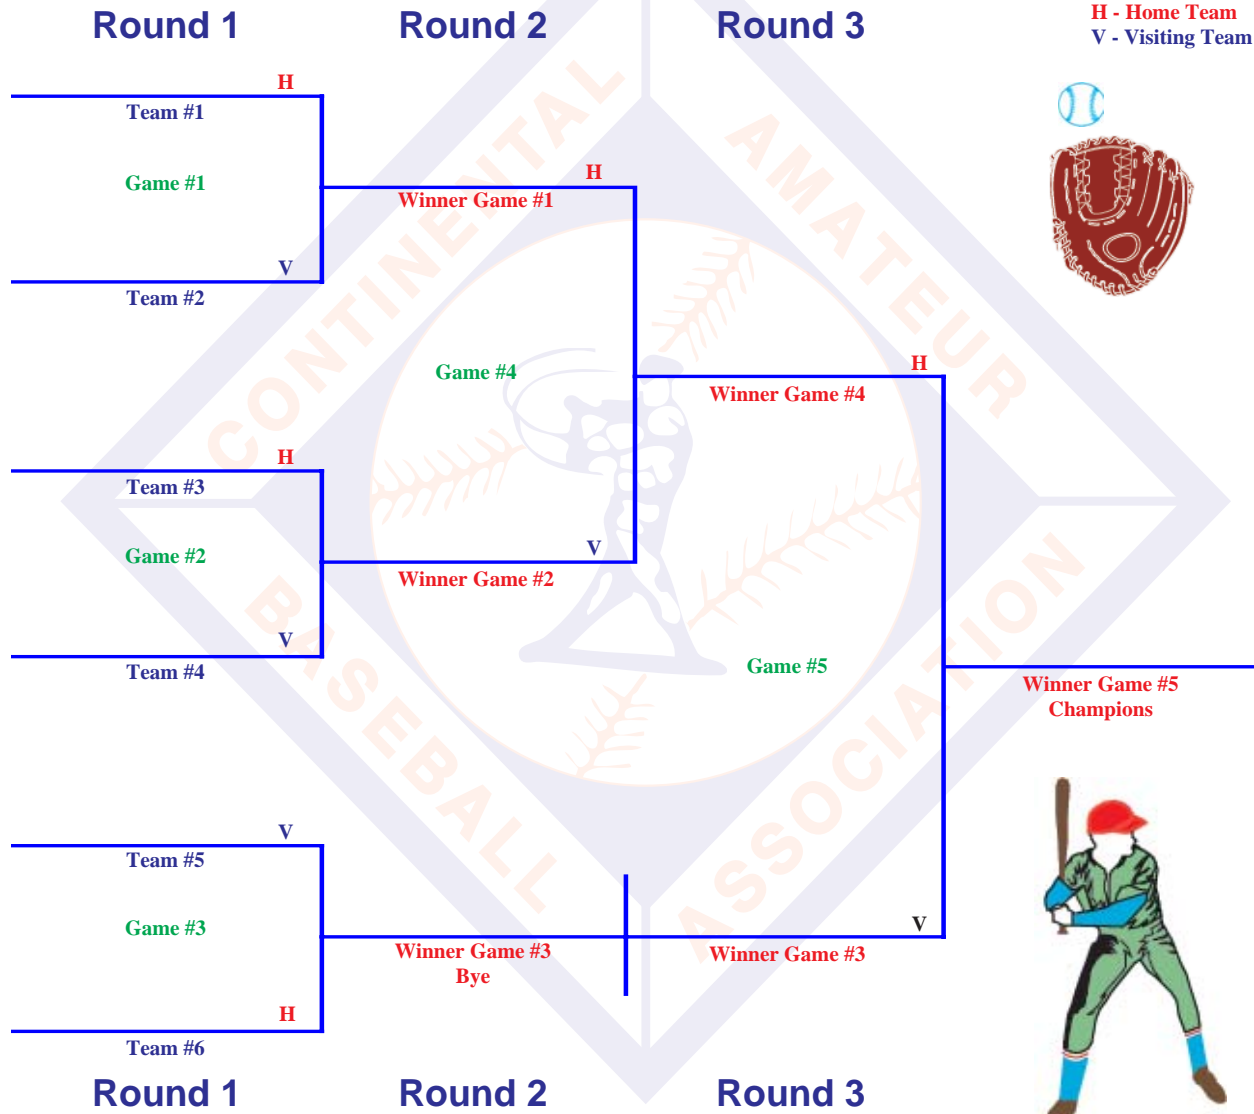 Round 1
Round 2
Round 3
H - Home Team
V - Visiting Team
H
Team #1
Game #1
V
Team #2
H
Winner Game #1
Game #4
H
Team #3
Game #2
V
Team #4
V
Winner Game #2
H
Winner Game #4
Game #5
Winner Game #5
Champions
V
Team #5
Game #3
H
Team #6
Winner Game #3
Bye
V
Winner Game #3
Round 1
Round 2
Round 3
CONTINENTAL
AMATEUR
BASEBALL
ASSOCIATION